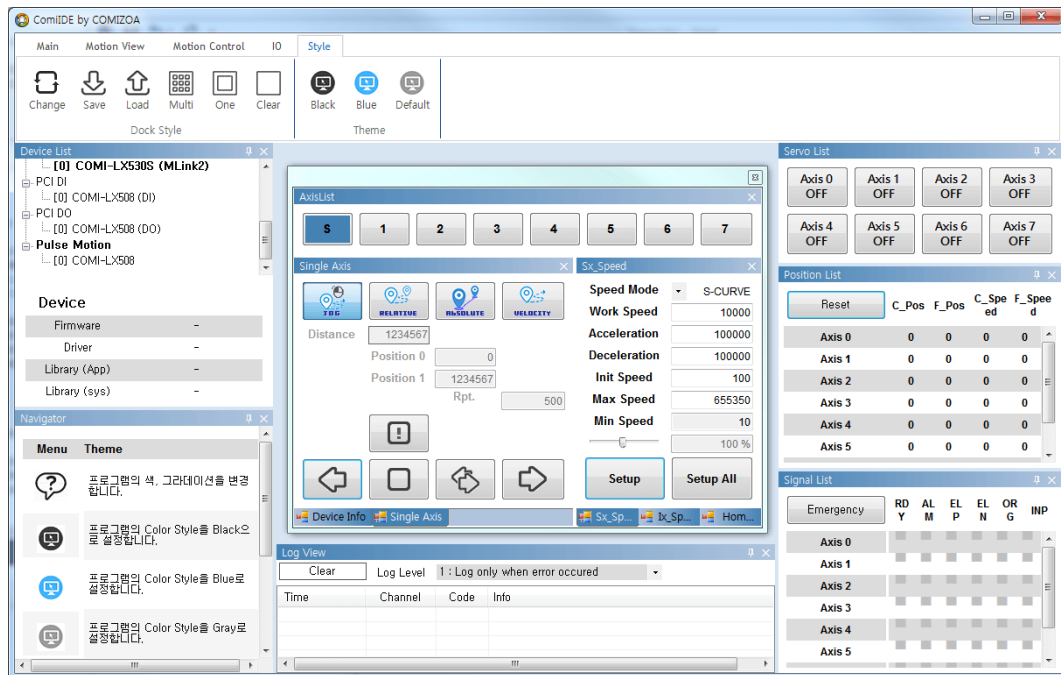 ComiIDE by COMIZOA
Main Motion View Motion Control IO Style
Change Save Load Multi One Clear Black Blue Default
Dock Style Theme
Device List
[0] COMI-LX530S (MLink2)
PCI DI
[0] COMI-LX508 (DI)
PCI DO
[0] COMI-LX508 (DO)
Pulse Motion
[0] COMI-LX508
Device
Firmware -
Driver -
Library (App) -
Library (sys) -
Navigator
Menu Theme
프로그램의 색, 그라데이션을 변경
합니다.
프로그램의 Color Style을 Black으
로 설정합니다.
프로그램의 Color Style을 Blue로
설정합니다.
프로그램의 Color Style을 Gray로
설정합니다.
AxisList
S 1 2 3 4 5 6 7
Single Axis
JOG RELATIVE ABSOLUTE VELOCITY
Distance 1234567
Position 0 0
Position 1 1234567
Rpt. 500
Device Info Single Axis
Sx_Speed
Speed Mode S-CURVE
Work Speed 10000
Acceleration 100000
Deceleration 100000
Init Speed 100
Max Speed 655350
Min Speed 10
100 %
Setup Setup All
Sx_Sp... Ix_Sp... Hom...
Log View
Clear Log Level 1 : Log only when error occured
Time Channel Code Info
Servo List
Axis 0 Axis 1 Axis 2 Axis 3
OFF OFF OFF OFF
Axis 4 Axis 5 Axis 6 Axis 7
OFF OFF OFF OFF
Position List
Reset C_Pos F_Pos C_Spe F_Spee
ed d
Axis 0 0 0 0 0
Axis 1 0 0 0 0
Axis 2 0 0 0 0
Axis 3 0 0 0 0
Axis 4 0 0 0 0
Axis 5 0 0 0 0
Signal List
Emergency RD AL EL EL OR INP
Y M P N G
Axis 0
Axis 1
Axis 2
Axis 3
Axis 4
Axis 5